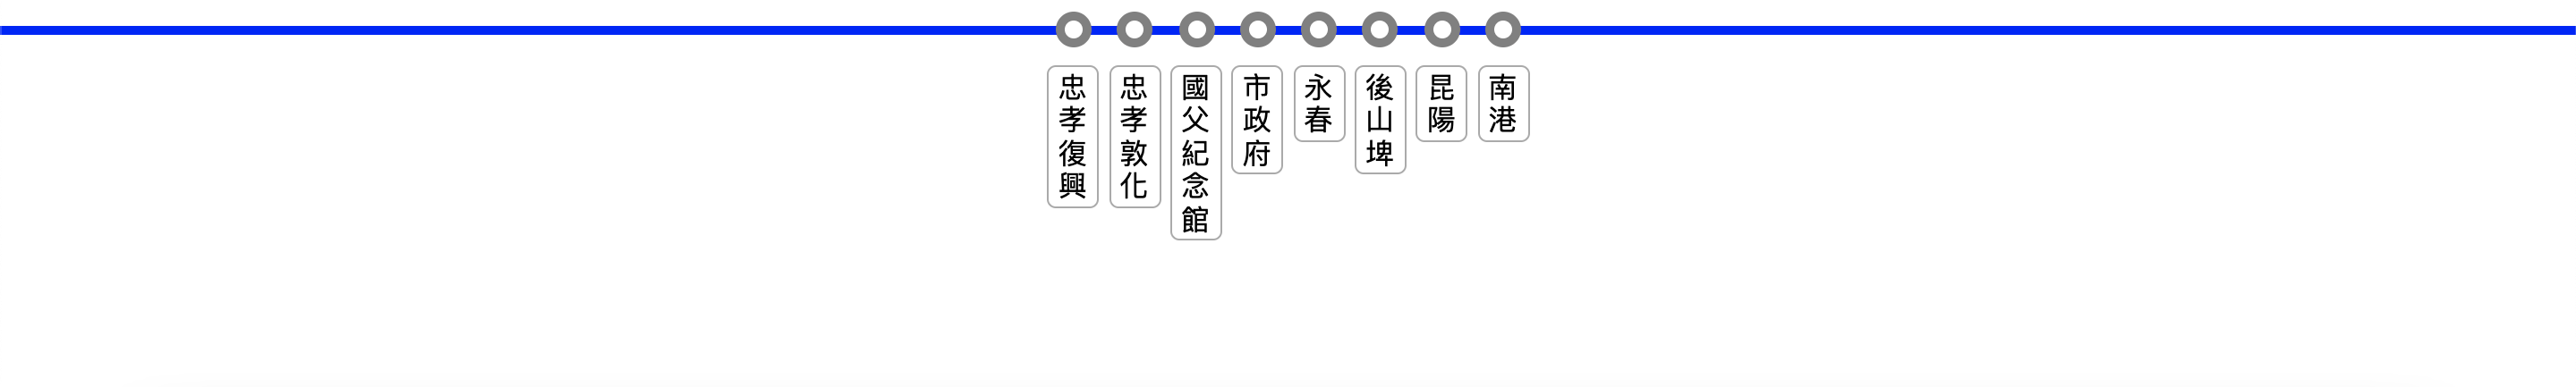 忠孝復興
忠孝敦化
國父紀念館
市政府
永春
後山埤
昆陽
南港